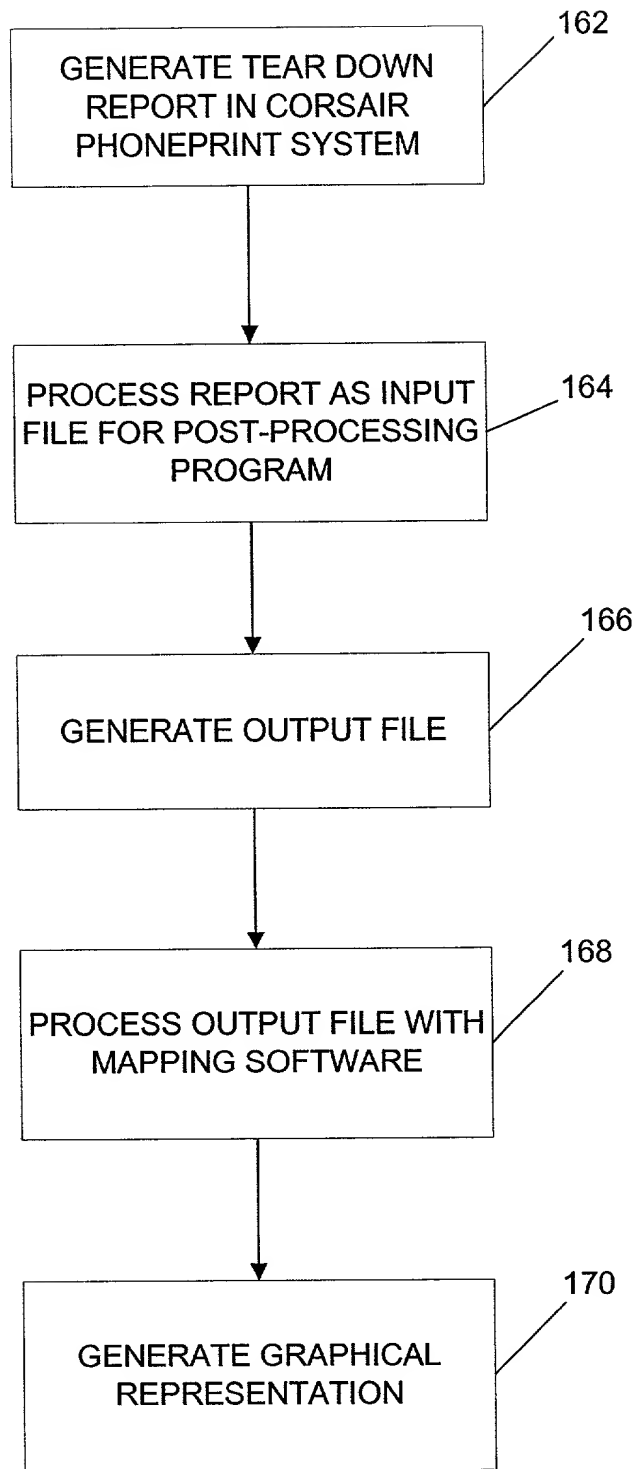 162
GENERATE TEAR DOWN
REPORT IN CORSAIR
PHONEPRINT SYSTEM
164
PROCESS REPORT AS INPUT
FILE FOR POST-PROCESSING
PROGRAM
166
GENERATE OUTPUT FILE
168
PROCESS OUTPUT FILE WITH
MAPPING SOFTWARE
170
GENERATE GRAPHICAL
REPRESENTATION